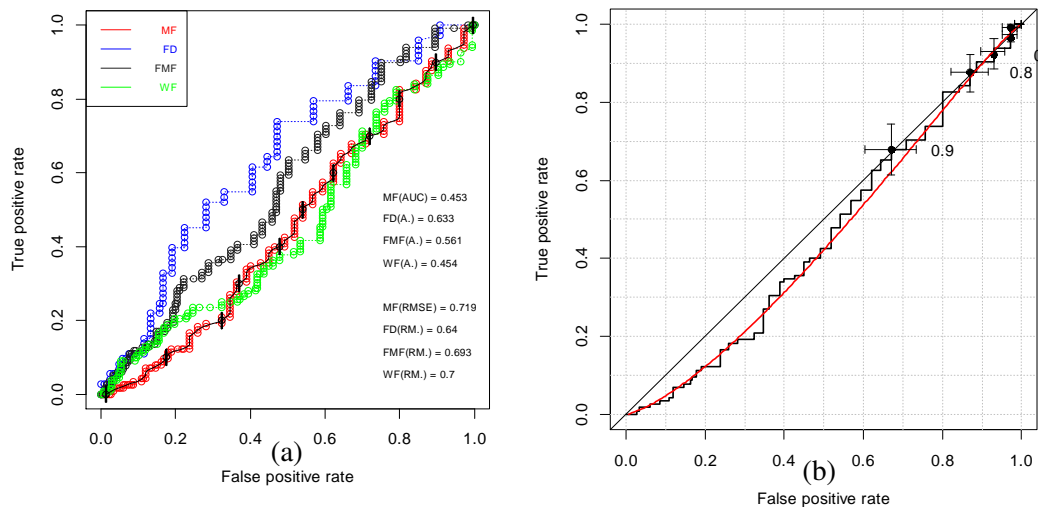 MF
FD
FMF
WF
MF(AUC) = 0.453
FD(A.) = 0.633
FMF(A.) = 0.561
WF(A.) = 0.454
MF(RMSE) = 0.719
FD(RM.) = 0.64
FMF(RM.) = 0.693
WF(RM.) = 0.7
True positive rate
1.0
0.8
0.6
0.4
0.2
0.0
0.0 0.2 0.4 0.6 0.8 1.0
(a)
False positive rate
True positive rate
1.0
0.8
0.6
0.4
0.2
0.0
0.8
0.9
0.0 0.2 0.4 0.6 0.8 1.0
(b)
False positive rate